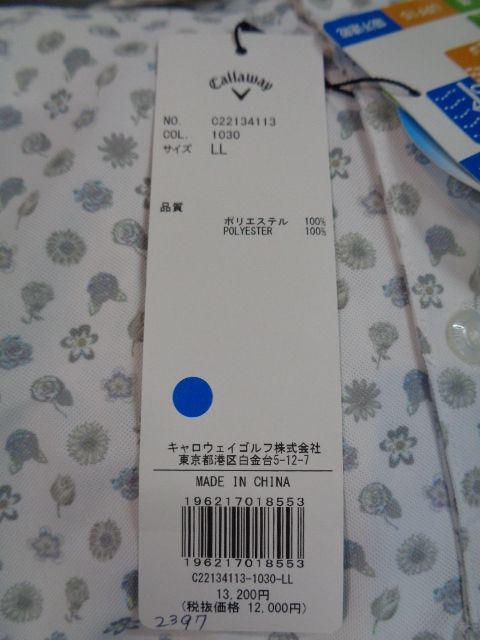 Callaway
NO. C22134113
COL. 1030
サイズ LL
品質
ポリエステル 100%
POLYESTER 100%
キャロウェイゴルフ株式会社
東京都港区白金台5-12-7
MADE IN CHINA
196217018553
196217018553
C22134113-1030-LL
13,200円
(税抜価格 12,000円)
2397